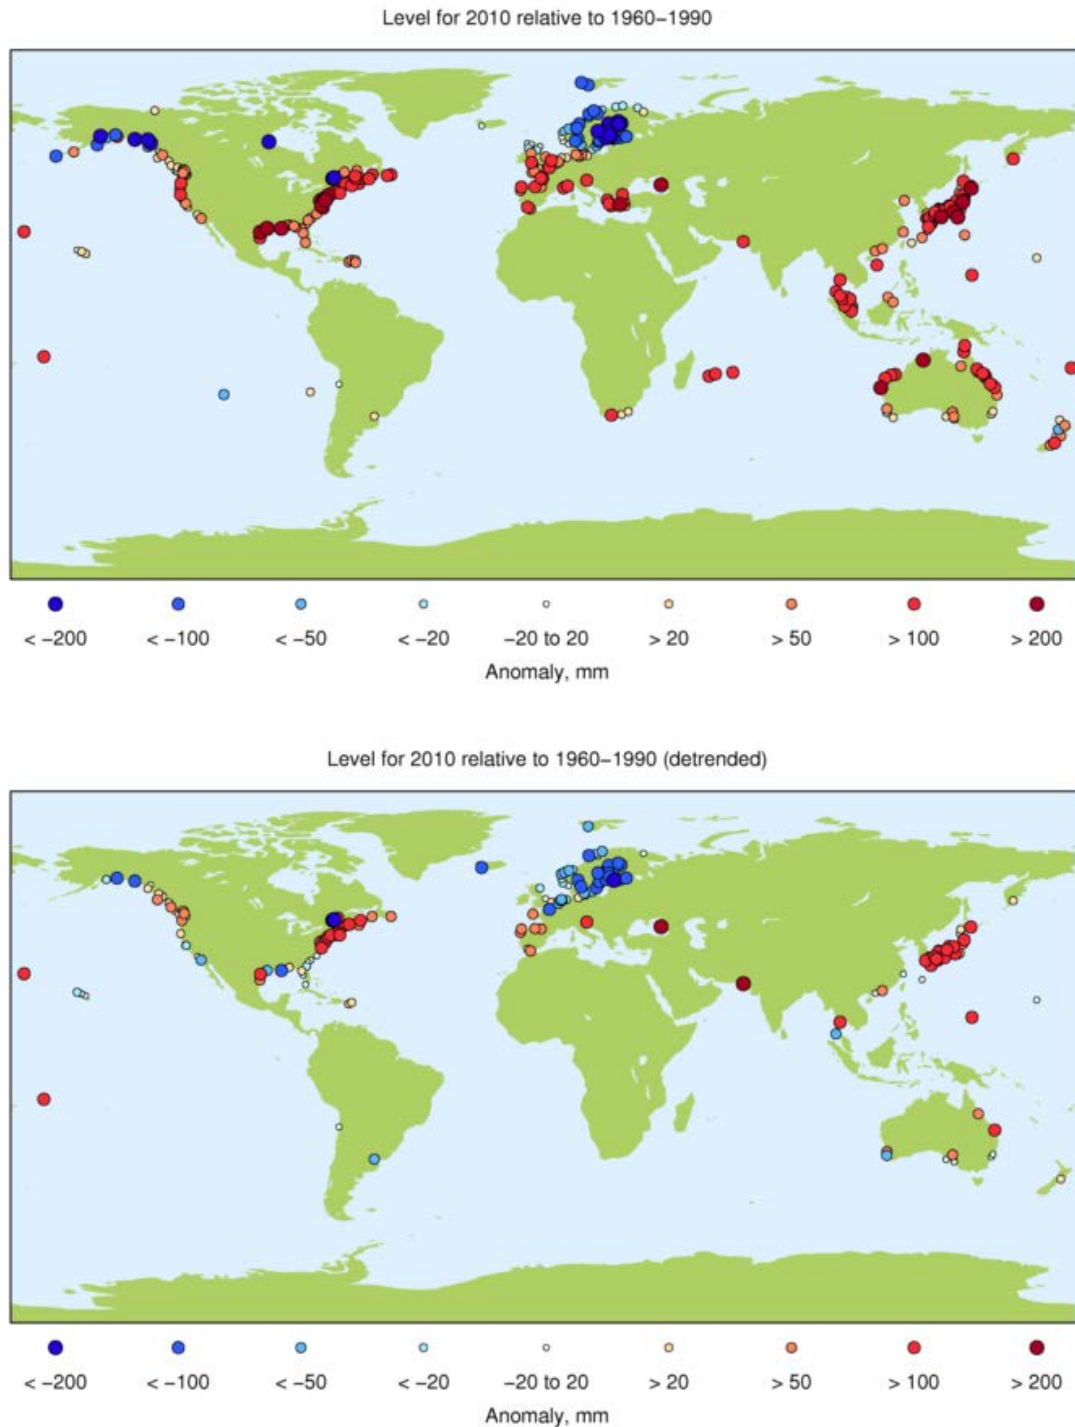 Level for 2010 relative to 1960−1990
< −200 < −100 < −50 < −20 −20 to 20 > 20 > 50 > 100 > 200
Anomaly, mm
Level for 2010 relative to 1960−1990 (detrended)
< −200 < −100 < −50 < −20 −20 to 20 > 20 > 50 > 100 > 200
Anomaly, mm